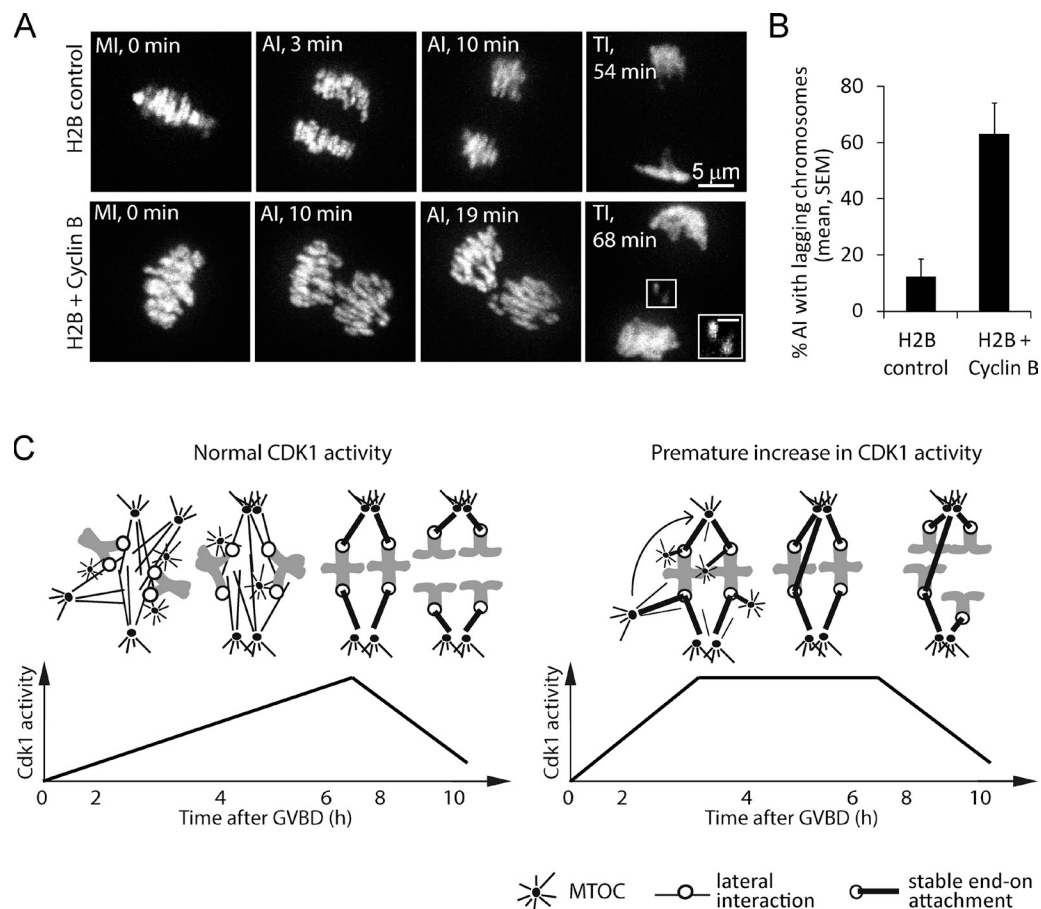 A
H2B control
MI, 0 min
AI, 3 min
AI, 10 min
TI,
54 min
5 μm
H2B + Cyclin B
MI, 0 min
AI, 10 min
AI, 19 min
TI,
68 min
B
% AI with lagging chromosomes
(mean, SEM)
80
60
40
20
0
H2B
control
H2B +
Cyclin B
C
Normal CDK1 activity
Cdk1 activity
0 2 4 6 8 10
Time after GVBD (h)
Premature increase in CDK1 activity
Cdk1 activity
0 2 4 6 8 10
Time after GVBD (h)
MTOC
lateral
interaction
stable end-on
attachment